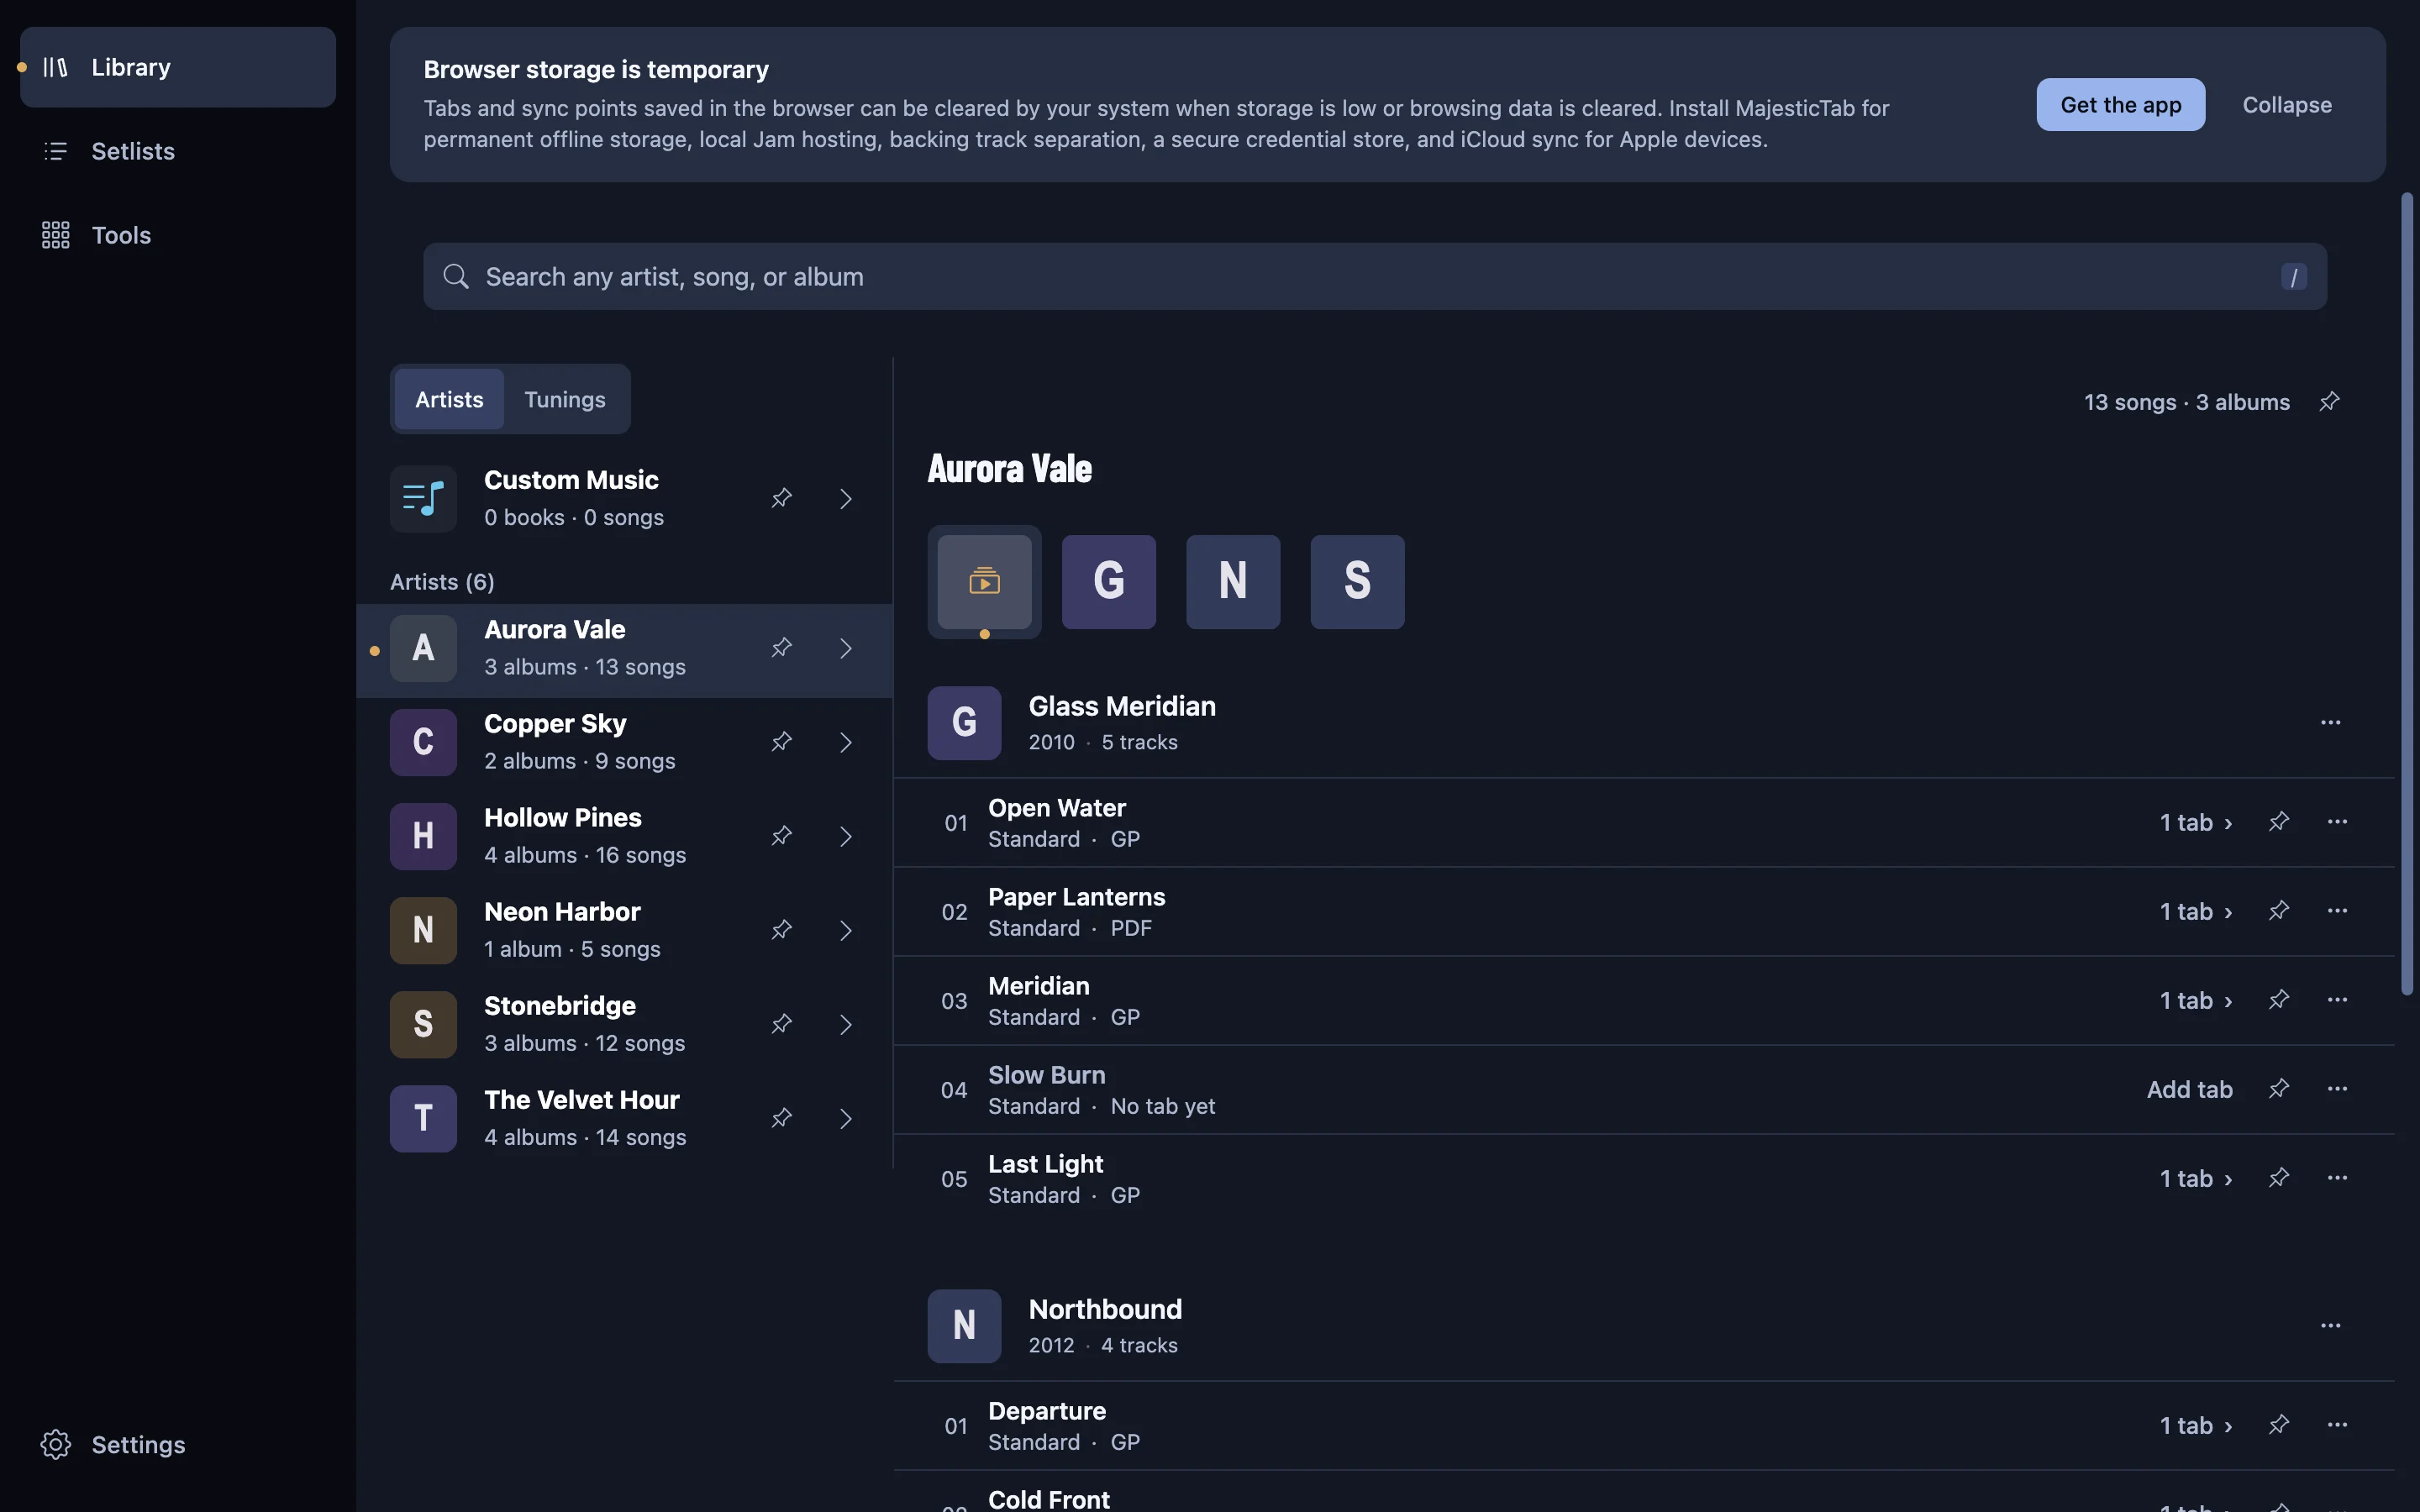 Library
Setlists
Tools
Settings
Browser storage is temporary
Tabs and sync points saved in the browser can be cleared by your system when storage is low or browsing data is cleared. Install MajesticTab for
permanent offline storage, local Jam hosting, backing track separation, a secure credential store, and iCloud sync for Apple devices.
Get the app
Collapse
Search any artist, song, or album
/
Artists
Tunings
Custom Music
0 books · 0 songs
Artists (6)
A
Aurora Vale
3 albums · 13 songs
C
Copper Sky
2 albums · 9 songs
H
Hollow Pines
4 albums · 16 songs
N
Neon Harbor
1 album · 5 songs
S
Stonebridge
3 albums · 12 songs
T
The Velvet Hour
4 albums · 14 songs
13 songs · 3 albums
Aurora Vale
G N S
G
Glass Meridian
2010 · 5 tracks
01 Open Water 1 tab ›
Standard · GP
02 Paper Lanterns 1 tab ›
Standard · PDF
03 Meridian 1 tab ›
Standard · GP
04 Slow Burn Add tab
Standard · No tab yet
05 Last Light 1 tab ›
Standard · GP
N
Northbound
2012 · 4 tracks
01 Departure 1 tab ›
Standard · GP
Cold Front